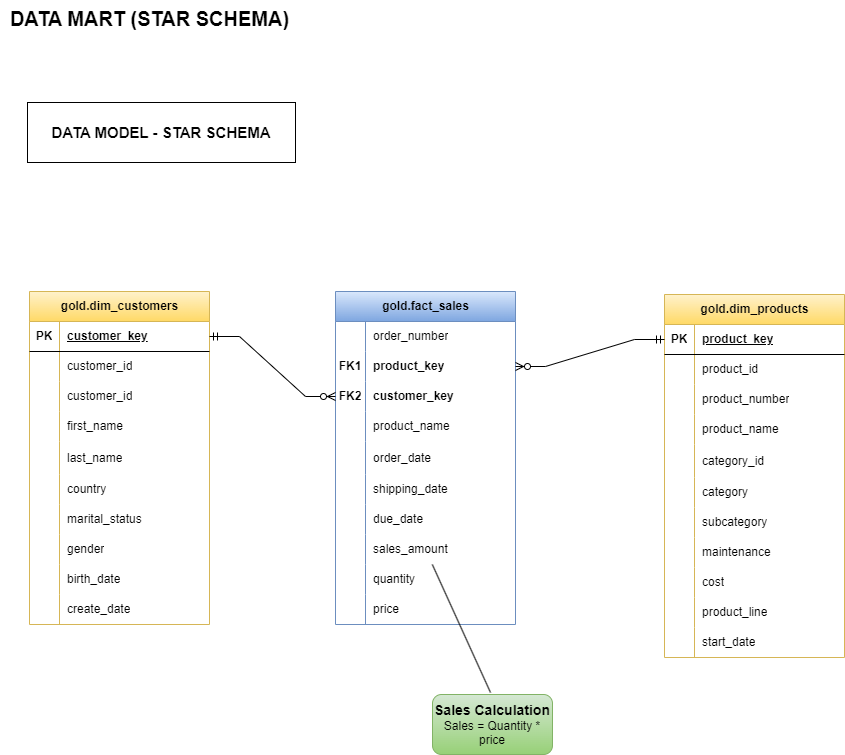 DATA MART (STAR SCHEMA)
DATA MODEL - STAR SCHEMA
gold.dim_customers
PK customer_key
customer_id
customer_id
first_name
last_name
country
marital_status
gender
birth_date
create_date
gold.fact_sales
order_number
FK1 product_key
FK2 customer_key
product_name
order_date
shipping_date
due_date
sales_amount
quantity
price
gold.dim_products
PK product_key
product_id
product_number
product_name
category_id
category
subcategory
maintenance
cost
product_line
start_date
Sales Calculation
Sales = Quantity *
price